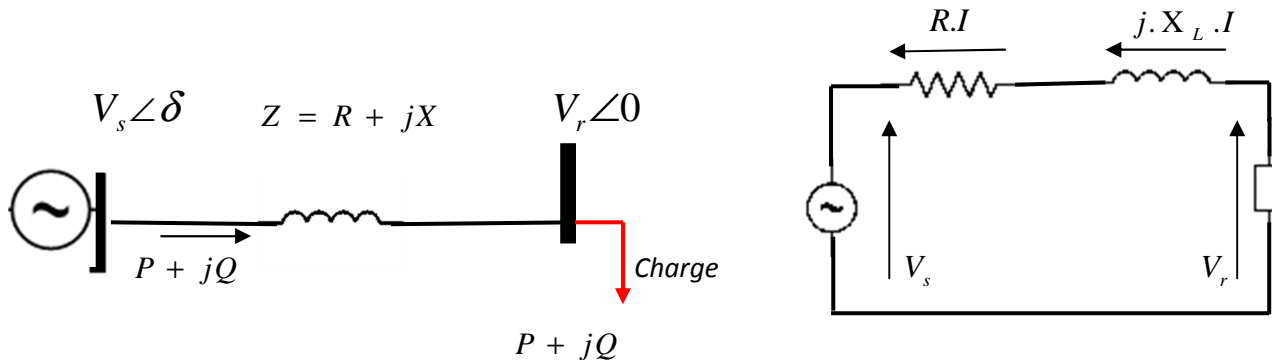 V_s∠δ
Z = R + jX
V_r∠0
P + jQ
Charge
P + jQ
R.I
j. X_L .I
V_s
V_r